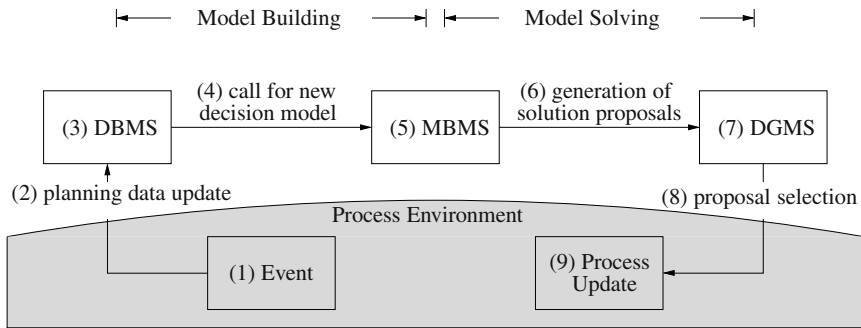 Model Building
Model Solving
(4) call for new
decision model
(6) generation of
solution proposals
(3) DBMS
(5) MBMS
(7) DGMS
(2) planning data update
(8) proposal selection
Process Environment
(1) Event
(9) Process
Update